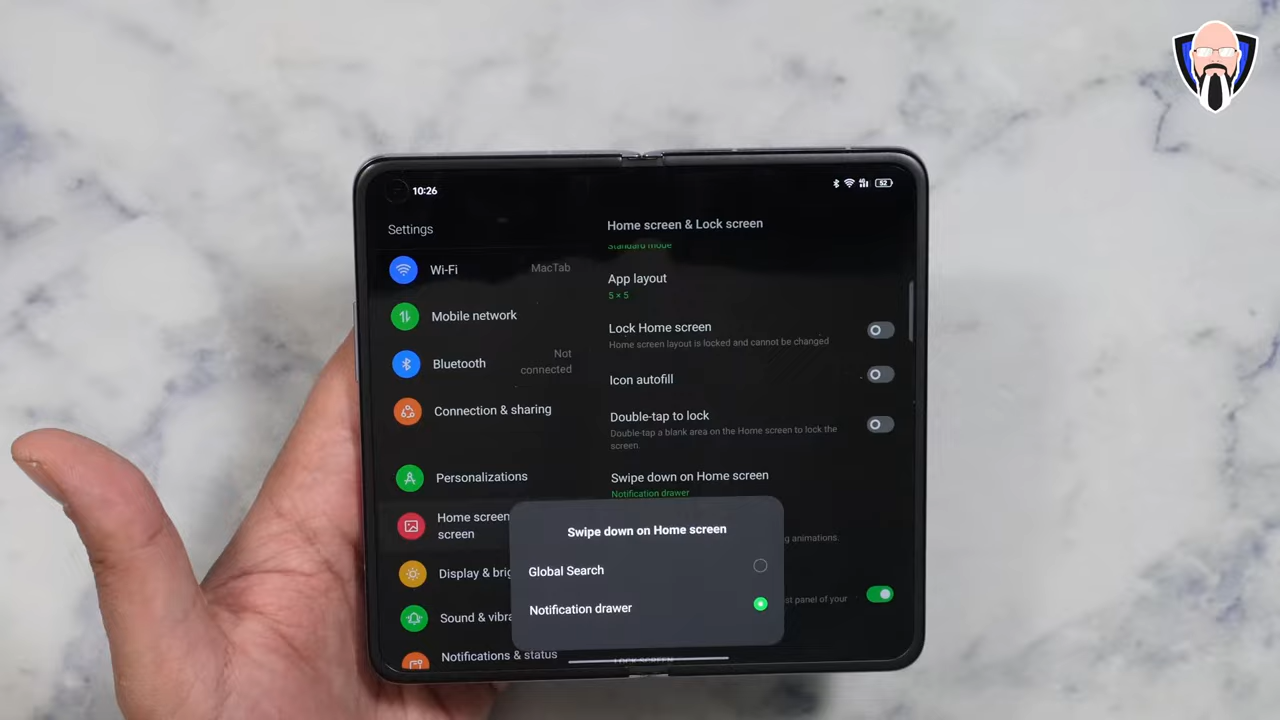 10:26
52
Settings
Home screen & Lock screen
Standard mode
Wi-Fi
MacTab
App layout
5 × 5
Mobile network
Lock Home screen
Home screen layout is locked and cannot be changed
Bluetooth
Not
connected
Icon autofill
Connection & sharing
Double-tap to lock
Double-tap a blank area on the Home screen to lock the
screen.
Personalizations
Swipe down on Home screen
Notification drawer
Home screen
screen
Swipe down on Home screen
g animations.
Global Search
Display & brig
Notification drawer
st panel of your
Sound & vibra
Notifications & status
LOCK SCREEN